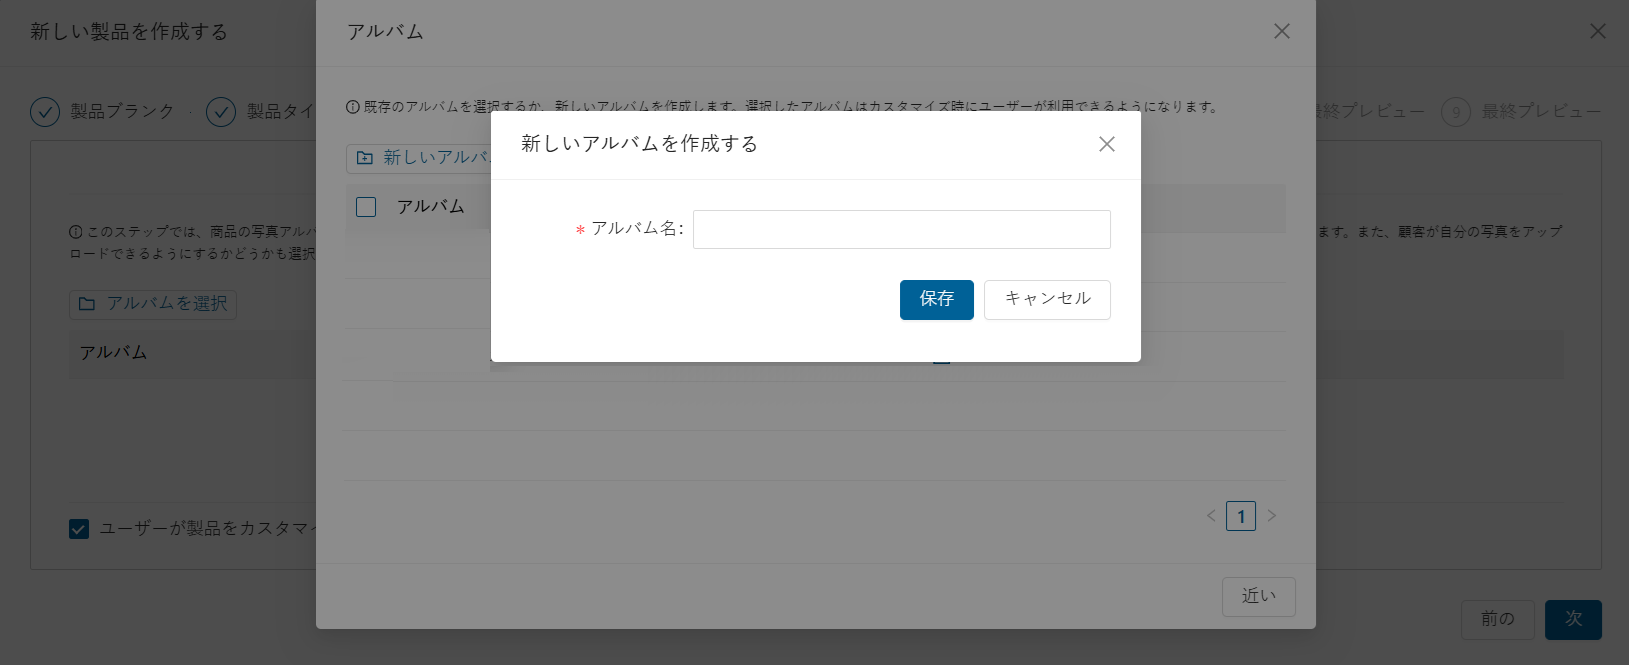 新しい製品を作成する
アルバム
製品ブランク
製品タイ
最終プレビュー
9 最終プレビュー
既存のアルバムを選択するか、新しいアルバムを作成します。選択したアルバムはカスタマイズ時にユーザーが利用できるようになります。
新しいアルバ
アルバム
新しいアルバムを作成する
* アルバム名:
保存
キャンセル
このステップでは、商品の写真アルバ
ます。また、顧客が自分の写真をアップ
ロードできるようにするかどうかも選択
アルバムを選択
アルバム
1
ユーザーが製品をカスタマイ
近い
前の
次